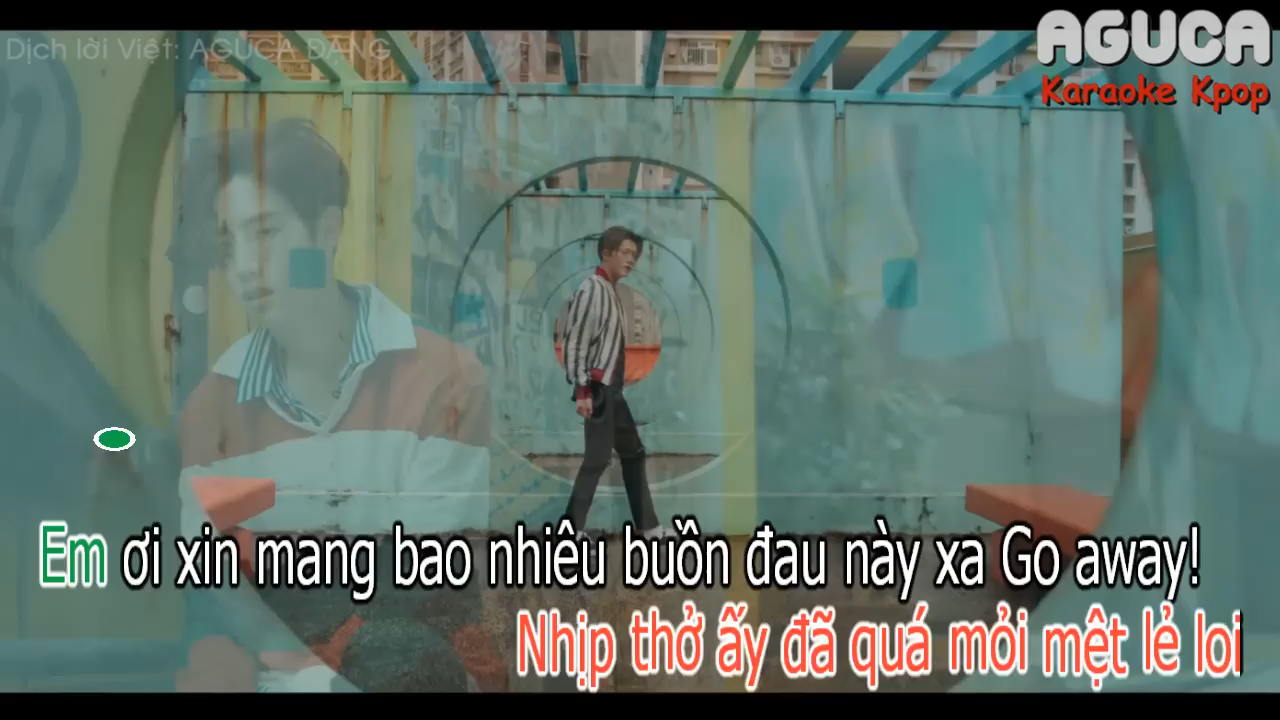 Dịch lời Việt: AGUCA ĐẶNG
AGUCA
Karaoke Kpop
Em ơi xin mang bao nhiêu buồn đau này xa Go away!
Nhịp thở ấy đã quá mỏi mệt lẻ loi